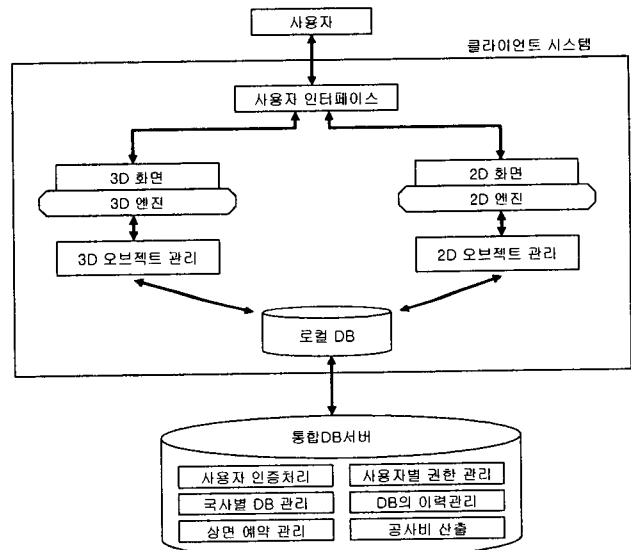 사용자
클라이언토 시스템
사용자 인터페이스
3D 화면
3D 엔진
3D 오브젝트 관리
2D 화면
2D 엔진
2D 오브젝트 관리
로컬 DB
통합DB서버
사용자 인증처리
사용자별 권한 관리
국사별 DB 관리
DB의 이력관리
상면 예약 관리
공사비 산출